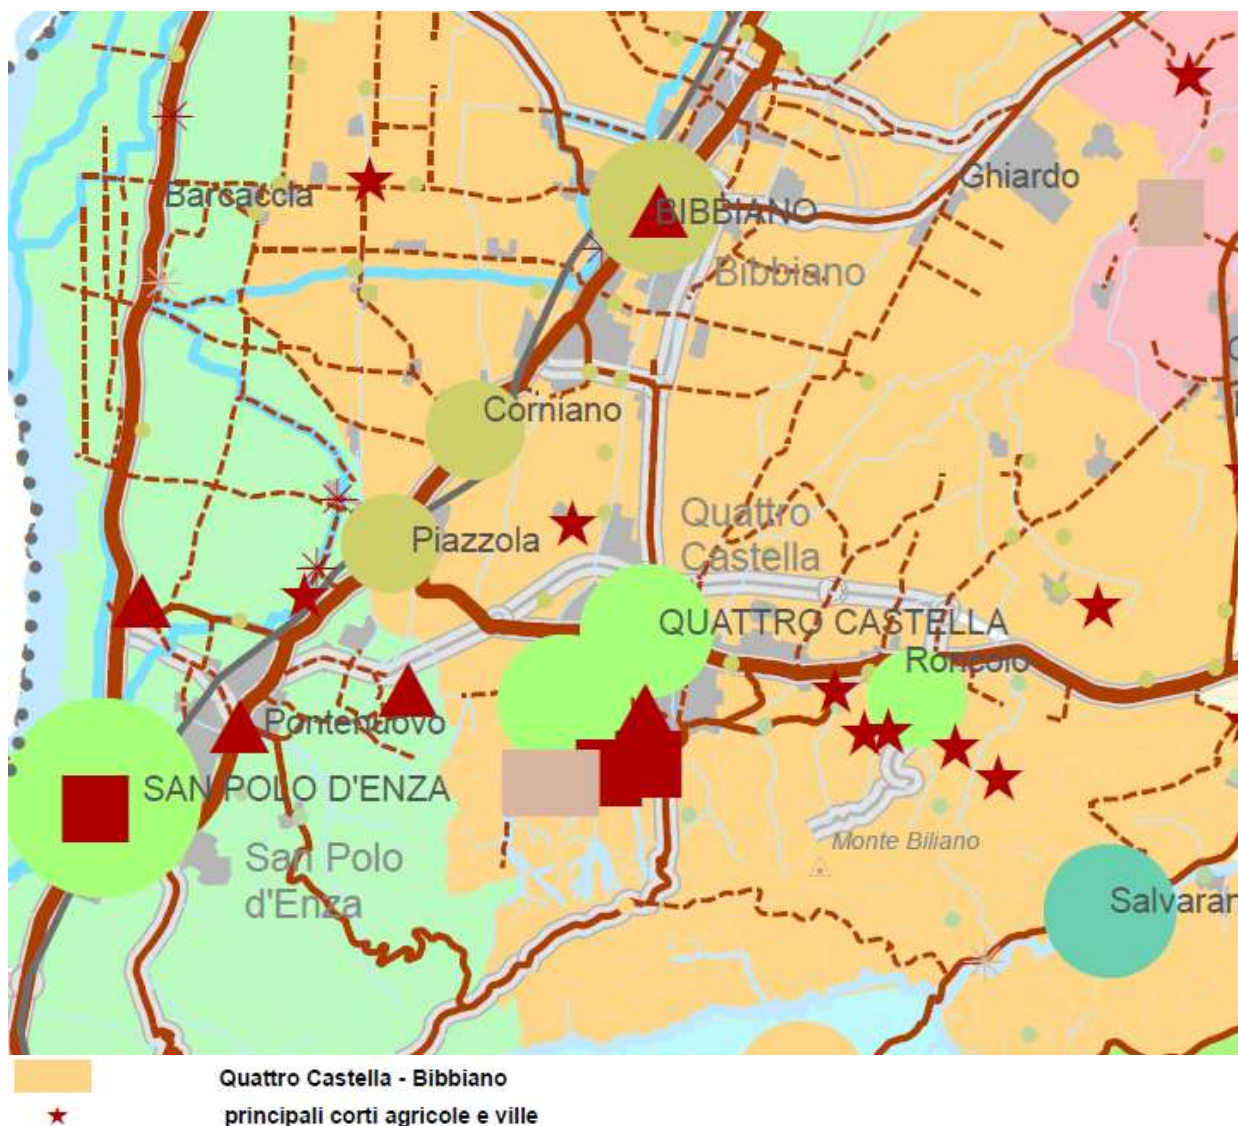 Barcaccia
Ghiardo
BIBBIANO
Bibbiano
Corniano
Quattro
Castella
Piazzola
QUATTRO CASTELLA
Roncolo
Pontenuovo
SAN POLO D'ENZA
Monte Biliano
San Polo
d'Enza
Salvaran
Quattro Castella - Bibbiano
principali corti agricole e ville